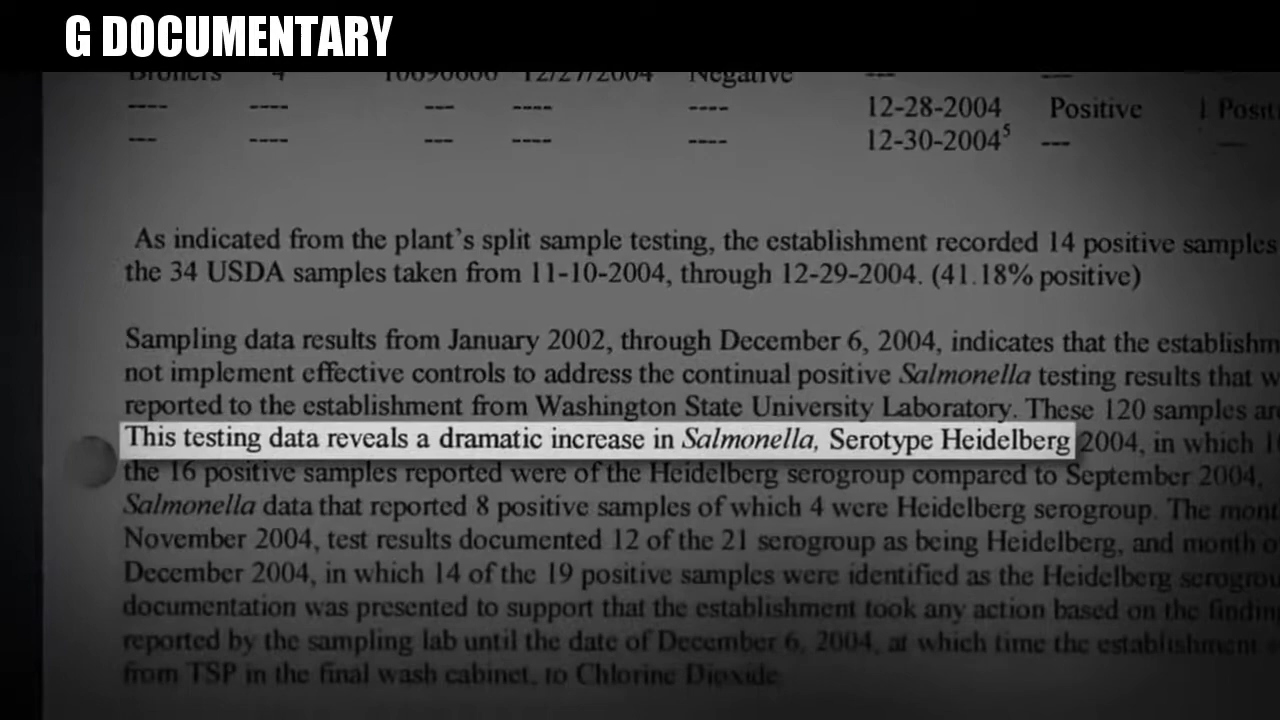 G DOCUMENTARY
Broilers 4 10690600 12/27/2004 Negative --- ---
---- ---- --- ---- ---- 12-28-2004 Positive 1
--- ---- --- ---- ---- 12-30-2004⁵ --- ---
As indicated from the plant's split sample testing, the establishment recorded 14 positive samples
the 34 USDA samples taken from 11-10-2004, through 12-29-2004. (41.18% positive)
Sampling data results from January 2002, through December 6, 2004, indicates that the
not implement effective controls to address the continual positive Salmonella testing results that
reported to the establishment from Washington State University Laboratory. These 120 samples
This testing data reveals a dramatic increase in Salmonella, Serotype Heidelberg 2004, in which
the 16 positive samples reported were of the Heidelberg serogroup compared to September 2004,
Salmonella data that reported 8 positive samples of which 4 were Heidelberg serogroup. The
November 2004, test results documented 12 of the 21 serogroup as being Heidelberg, and month
December 2004, in which 14 of the 19 positive samples were identified as the Heidelberg
documentation was presented to support that the establishment took any action based on the
reported by the sampling lab until the date of December 6, 2004, at which time the establishment
from TSP in the final wash cabinet, to Chlorine Dioxide